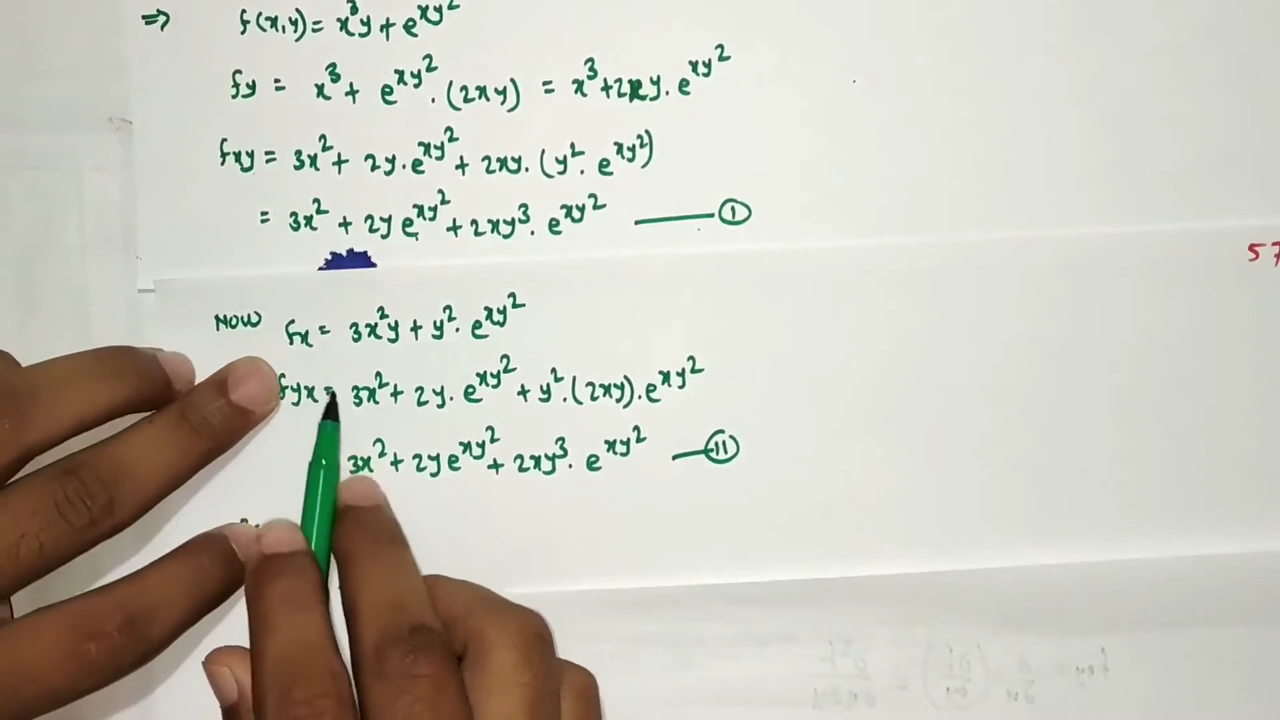 ⇒ f(x,y) = x³y + e^{xy²}
fy = x³ + e^{xy²} · (2xy) = x³ + 2xy · e^{xy²}
fxy = 3x² + 2y · e^{xy²} + 2xy · (y² · e^{xy²})
= 3x² + 2y e^{xy²} + 2xy³ · e^{xy²} —— ①
57
NOW fx = 3x²y + y² · e^{xy²}
fyx = 3x² + 2y · e^{xy²} + y² · (2xy) · e^{xy²}
3x² + 2y e^{xy²} + 2xy³ · e^{xy²} — ⑪